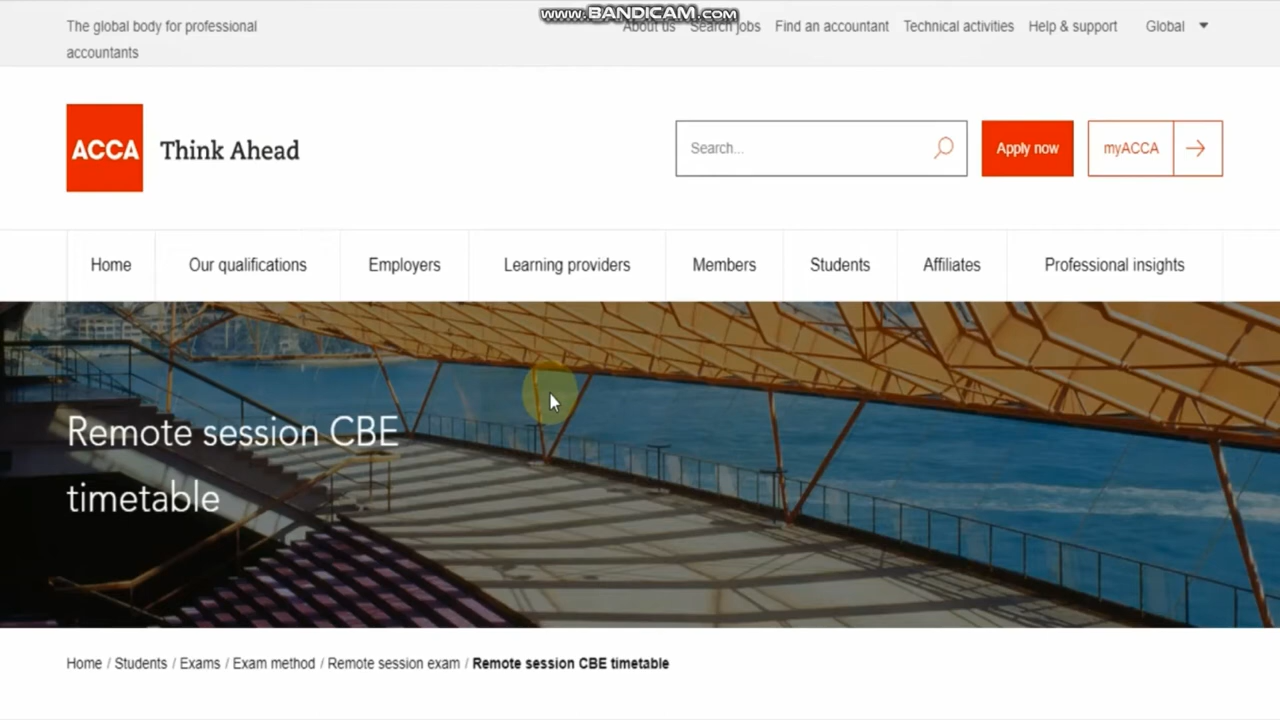 www.BANDICAM.com
The global body for professional
accountants
About us Search jobs Find an accountant Technical activities Help & support Global
ACCA Think Ahead
Search...
Apply now
myACCA
Home Our qualifications Employers Learning providers Members Students Affiliates Professional insights
Remote session CBE
timetable
Home / Students / Exams / Exam method / Remote session exam / Remote session CBE timetable